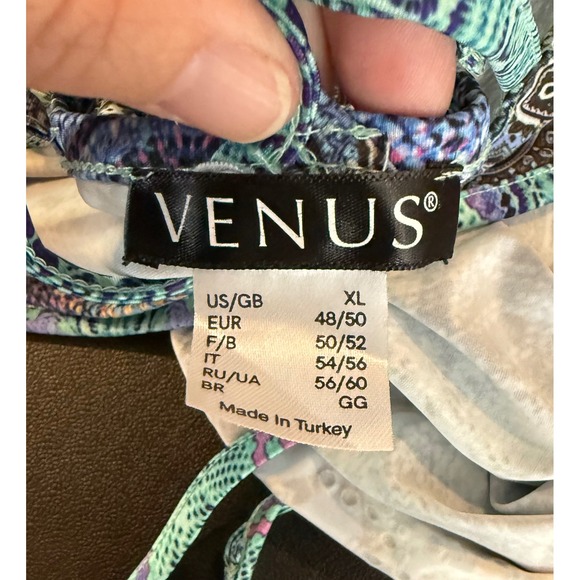 VENUS®
US/GB XL
EUR 48/50
F/B 50/52
IT 54/56
RU/UA 56/60
BR GG
Made in Turkey